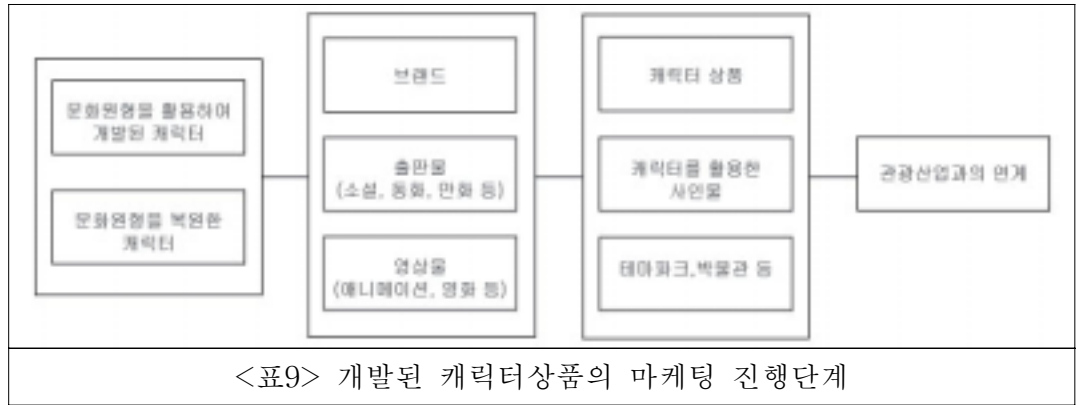 문화원형을 활용하여
개발된 캐릭터
문화원형을 복원한
캐릭터
브랜드
출판물
(소설, 동화, 만화 등)
영상물
(애니메이션, 영화 등)
캐릭터 상품
캐릭터를 활용한
사인물
테마파크,박물관 등
관광산업과의 연계
<표9> 개발된 캐릭터상품의 마케팅 진행단계